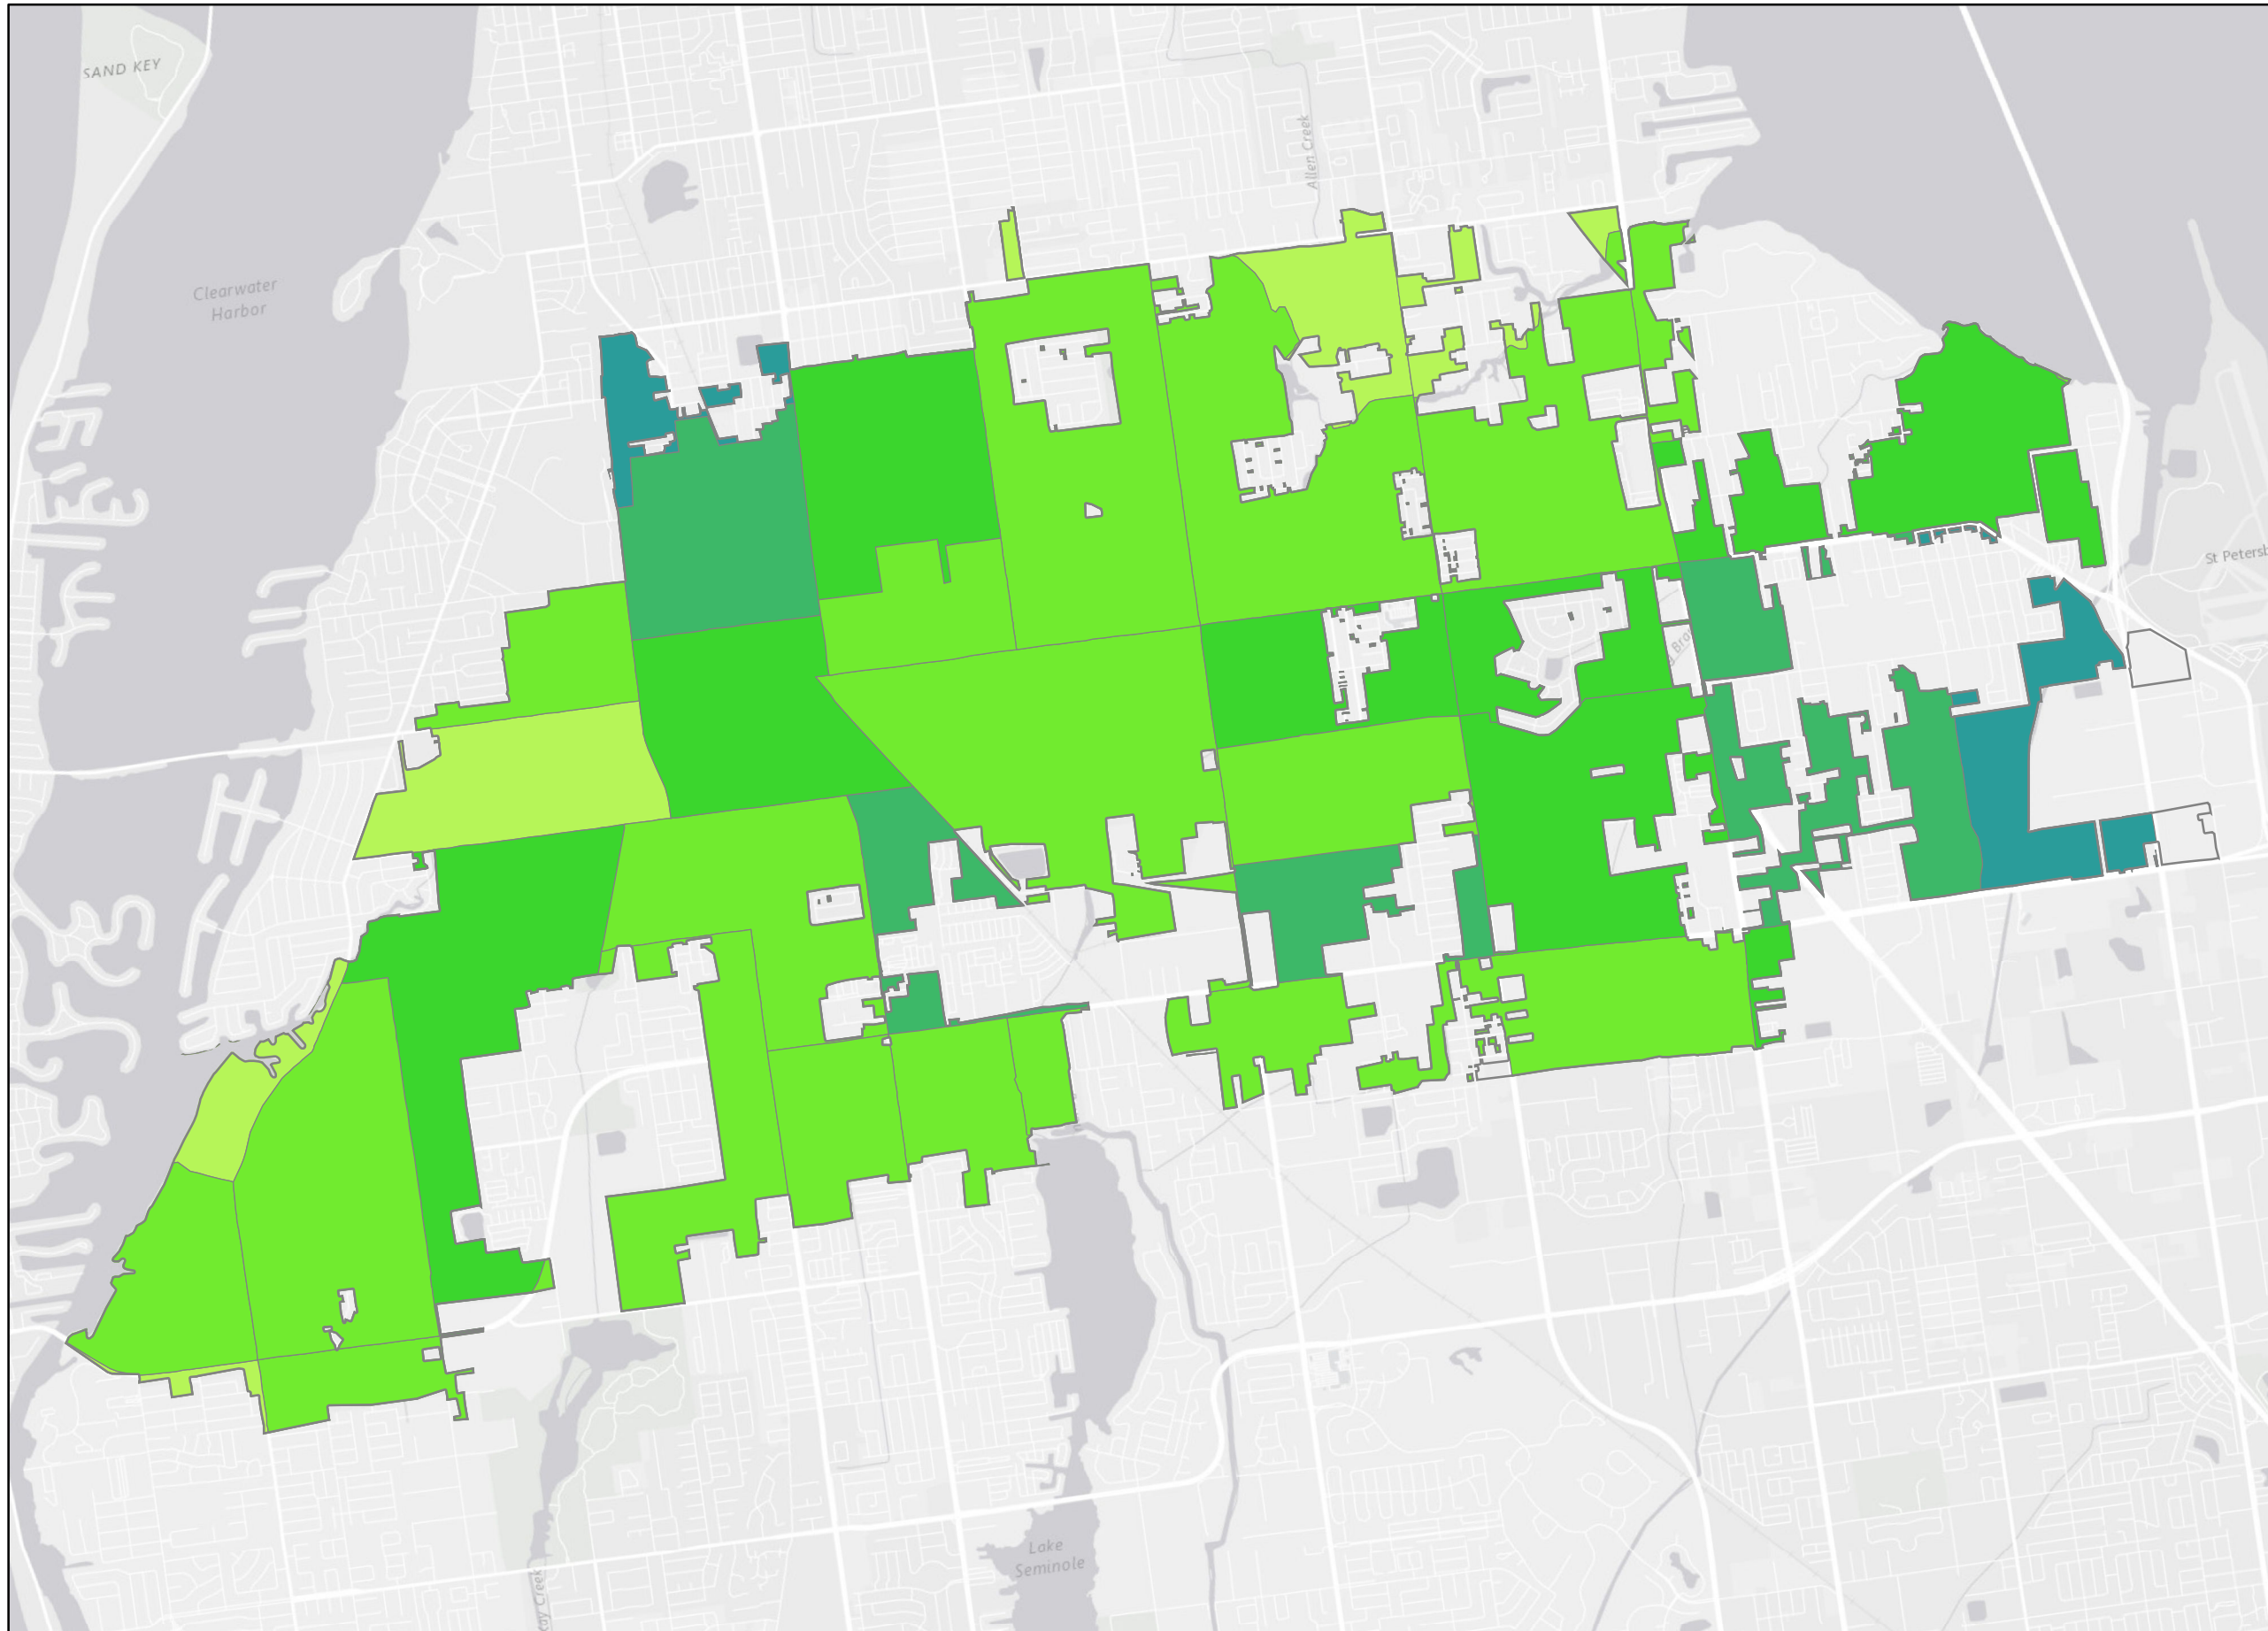 SAND KEY
Allen Creek
Clearwater
Harbor
St Petersb
Lake
Seminole